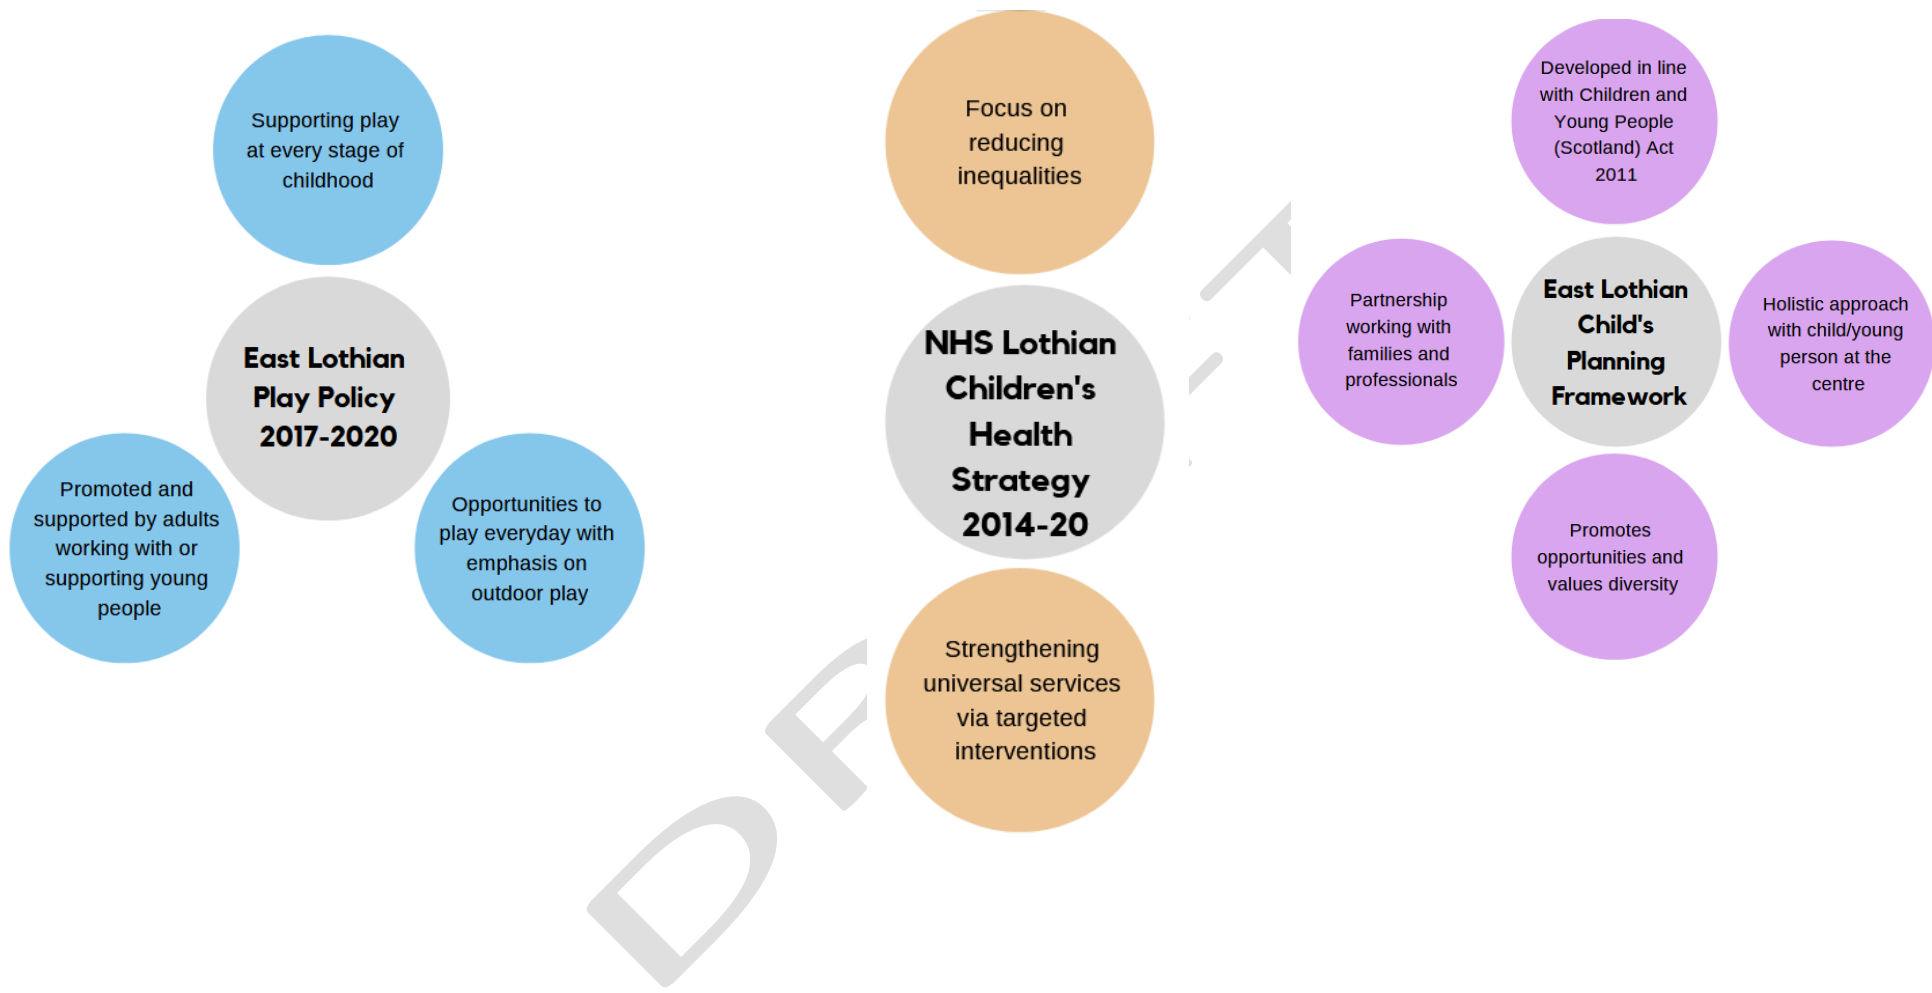 Supporting play
at every stage of
childhood
East Lothian
Play Policy
2017-2020
Promoted and
supported by adults
working with or
supporting young
people
Opportunities to
play everyday with
emphasis on
outdoor play
Focus on
reducing
inequalities
NHS Lothian
Children's
Health
Strategy
2014-20
Strengthening
universal services
via targeted
interventions
Developed in line
with Children and
Young People
(Scotland) Act
2011
Partnership
working with
families and
professionals
East Lothian
Child's
Planning
Framework
Holistic approach
with child/young
person at the
centre
Promotes
opportunities and
values diversity